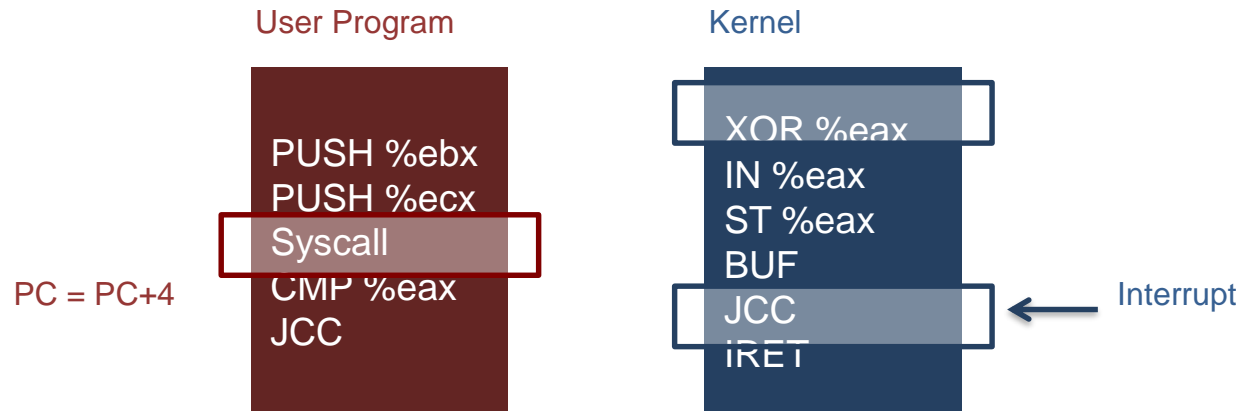 User Program
Kernel
PUSH %ebx
PUSH %ecx
Syscall
CMP %eax
JCC
PC = PC+4
XOR %eax
IN %eax
ST %eax
BUF
JCC
IRET
Interrupt